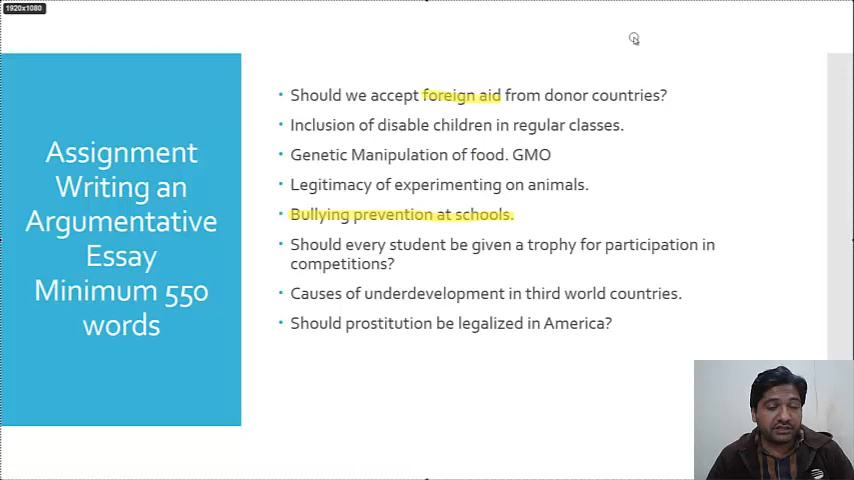 1920x1080
Assignment
Writing an
Argumentative
Essay
Minimum 550
words
• Should we accept foreign aid from donor countries?
• Inclusion of disable children in regular classes.
• Genetic Manipulation of food. GMO
• Legitimacy of experimenting on animals.
• Bullying prevention at schools.
• Should every student be given a trophy for participation in
competitions?
• Causes of underdevelopment in third world countries.
• Should prostitution be legalized in America?